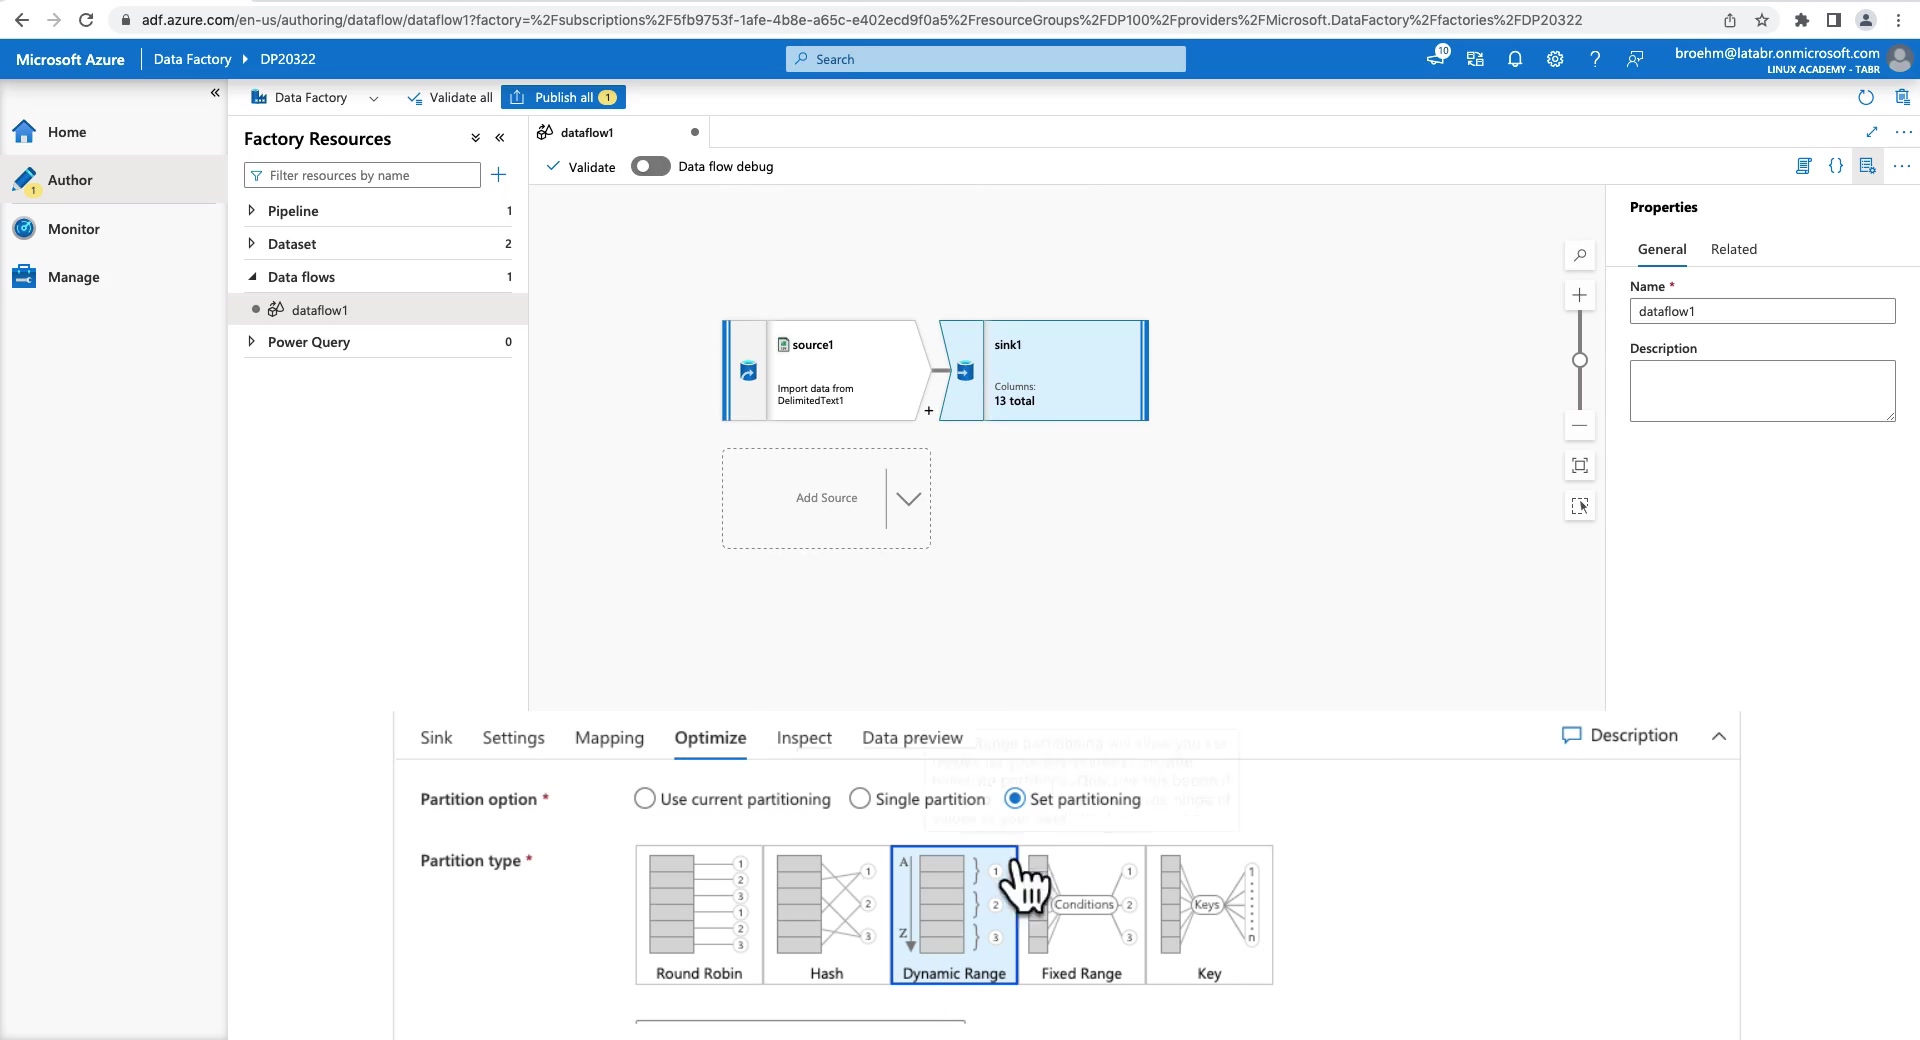 adf.azure.com/en-us/authoring/dataflow/dataflow1?factory=%2Fsubscriptions%2F5fb9753f-1afe-4b8e-a65c-e402ecd9f0a5%2FresourceGroups%2FDP100%2Fproviders%2FMicrosoft.DataFactory%2Ffactories%2FDP20322
Microsoft Azure
Data Factory
DP20322
Search
10
broehm@latabr.onmicrosoft.com
LINUX ACADEMY - TABR
Data Factory
Validate all
Publish all 1
Home
Author
1
Monitor
Manage
Factory Resources
Filter resources by name
Pipeline 1
Dataset 2
Data flows 1
dataflow1
Power Query 0
dataflow1
Validate
Data flow debug
source1
Import data from
DelimitedText1
sink1
Columns:
13 total
Add Source
Properties
General
Related
Name *
dataflow1
Description
Sink
Settings
Mapping
Optimize
Inspect
Data preview
Description
Partition option *
Use current partitioning
Single partition
Set partitioning
Partition type *
1
2
3
1
2
3
Round Robin
1
2
3
Hash
A
Z
1
2
3
Dynamic Range
Conditions
1
2
3
Fixed Range
Keys
1
n
Key